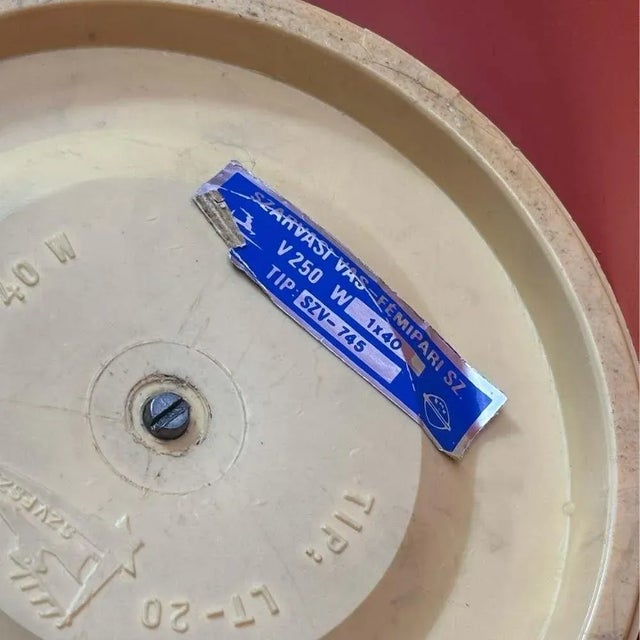 SZARVASI VAS-FÉMIPARI SZ.
V 250 W 1X40
TIP: SZV-745
40 W
TIP: LT-20